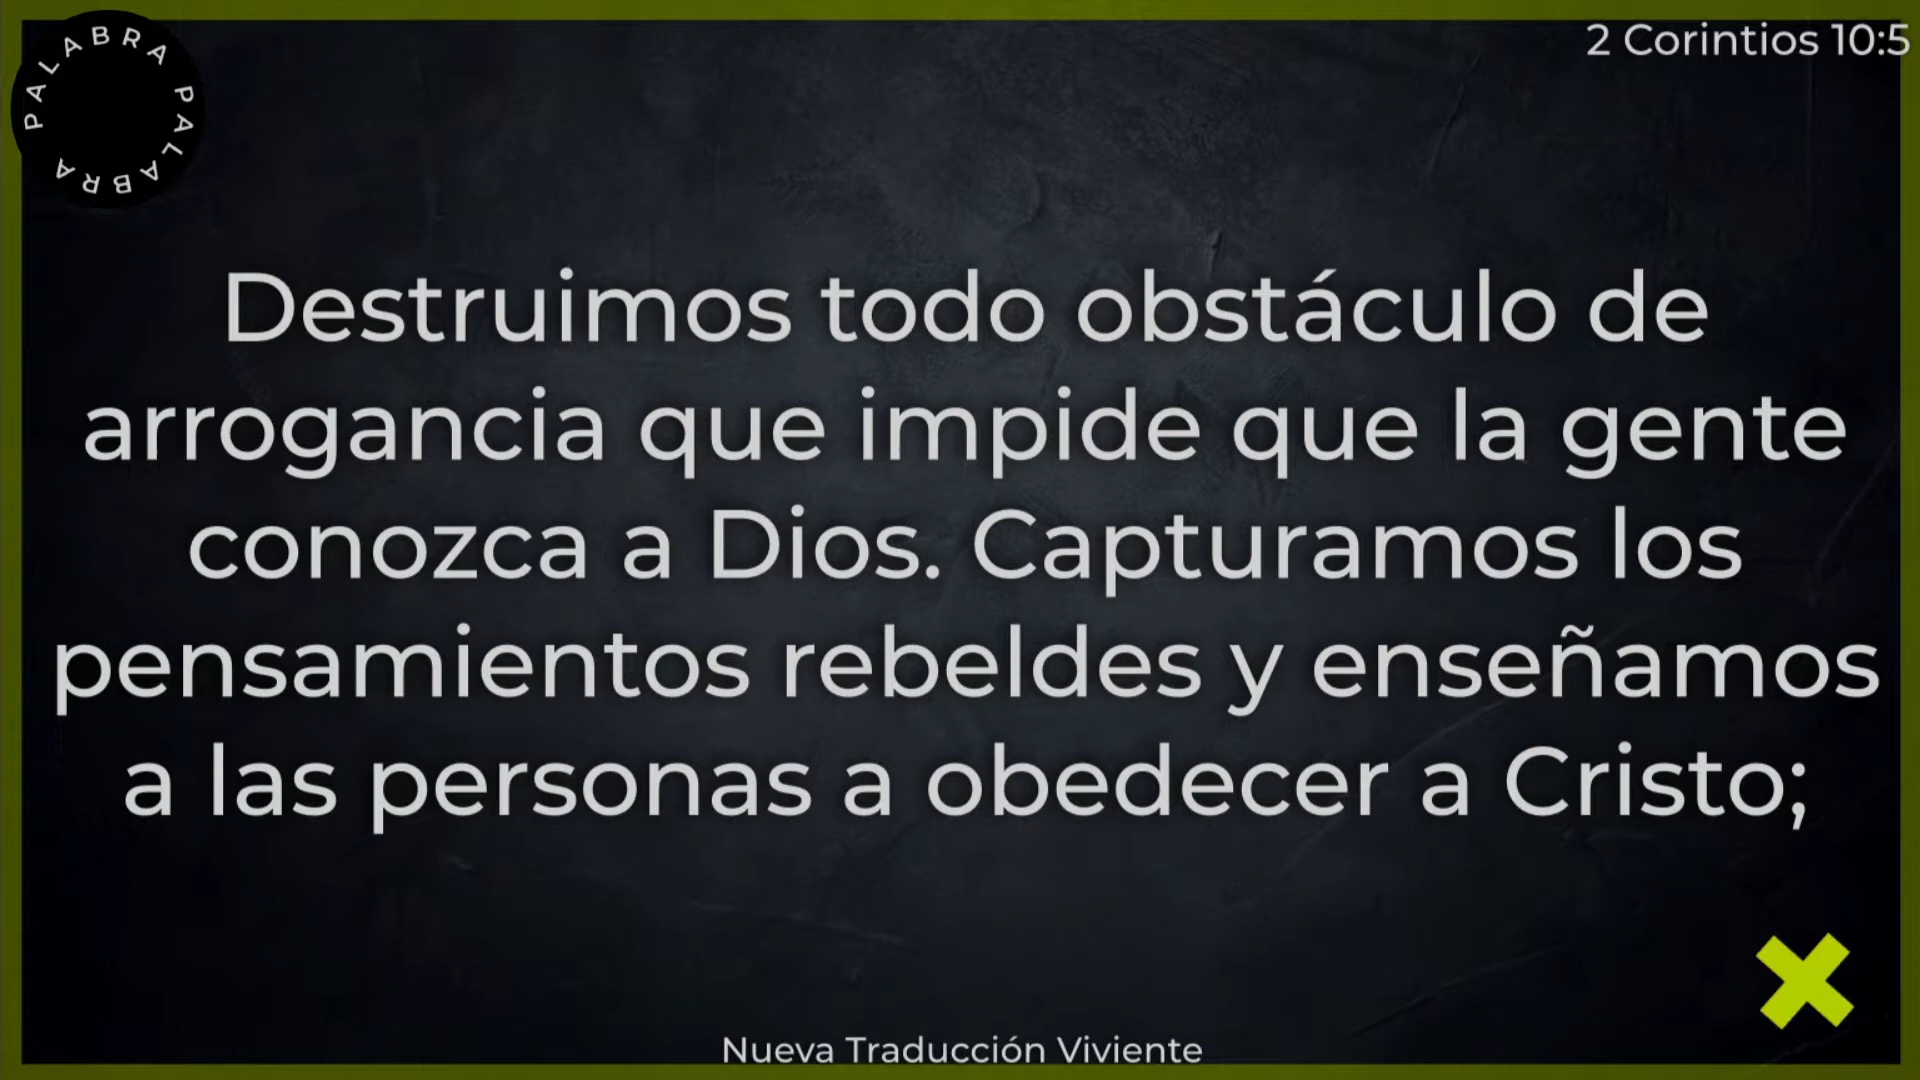 PALABRA PALABRA
2 Corintios 10:5
Destruimos todo obstáculo de
arrogancia que impide que la gente
conozca a Dios. Capturamos los
pensamientos rebeldes y enseñamos
a las personas a obedecer a Cristo;
Nueva Traducción Viviente